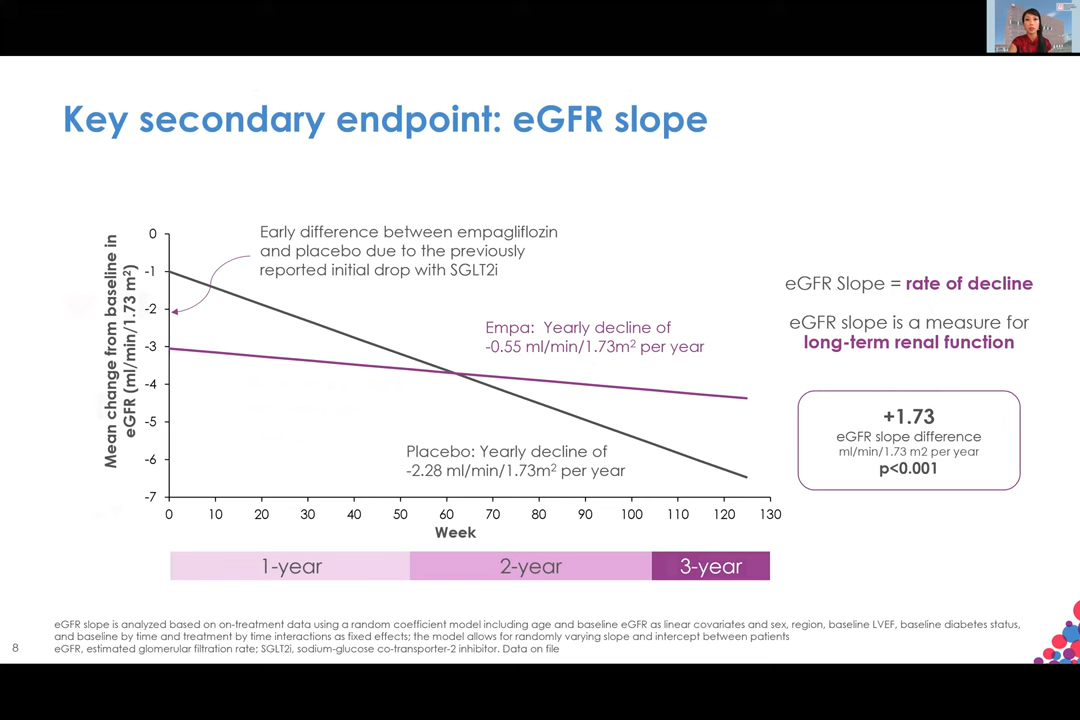 Key secondary endpoint: eGFR slope
Mean change from baseline in
eGFR (ml/min/1.73 m²)
0
-1
-2
-3
-4
-5
-6
-7
Early difference between empagliflozin
and placebo due to the previously
reported initial drop with SGLT2i
Empa:  Yearly decline of
-0.55 ml/min/1.73m² per year
Placebo: Yearly decline of
-2.28 ml/min/1.73m² per year
0 10 20 30 40 50 60 70 80 90 100 110 120 130
Week
1-year 2-year 3-year
eGFR Slope = rate of decline
eGFR slope is a measure for
long-term renal function
+1.73
eGFR slope difference
ml/min/1.73 m2 per year
p<0.001
eGFR slope is analyzed based on on-treatment data using a random coefficient model including age and baseline eGFR as linear covariates and sex, region, baseline LVEF, baseline diabetes status,
and baseline by time and treatment by time interactions as fixed effects; the model allows for randomly varying slope and intercept between patients
eGFR, estimated glomerular filtration rate; SGLT2i, sodium-glucose co-transporter-2 inhibitor. Data on file
8